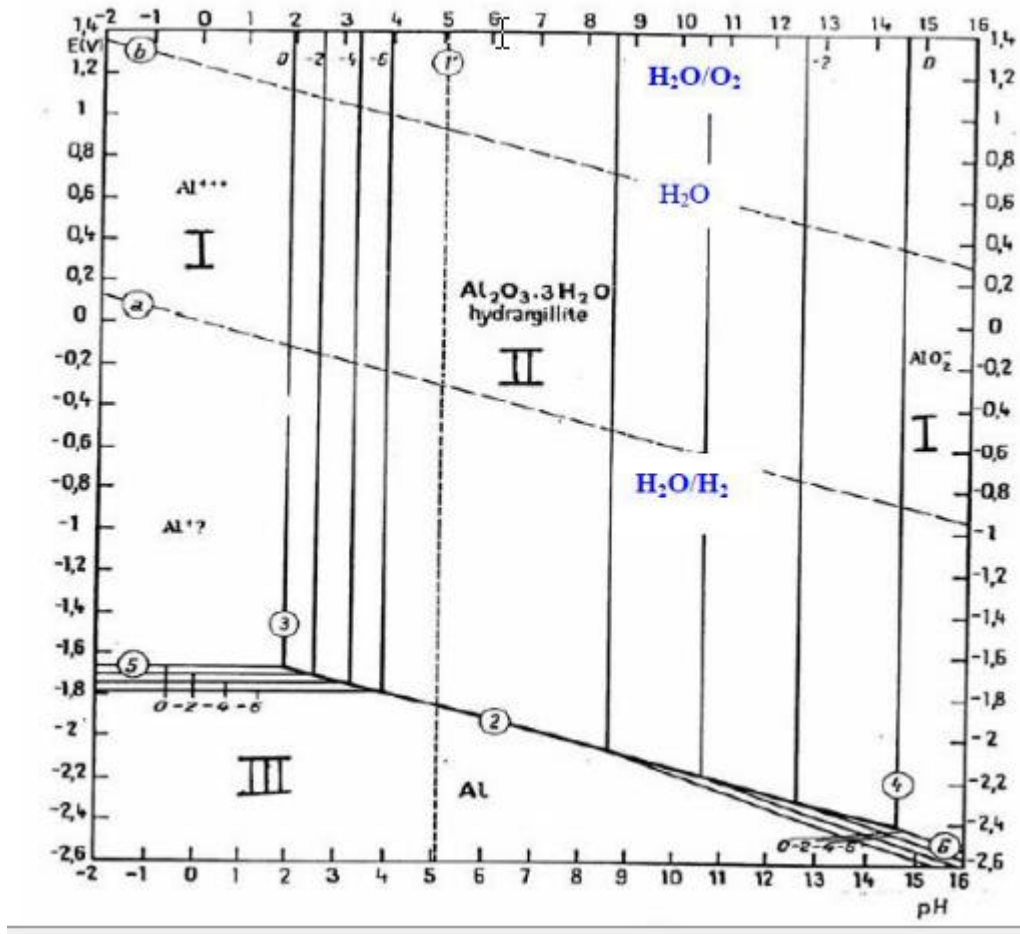 -2 -1 0 1 2 3 4 5 6 7 8 9 10 11 12 13 14 15 16
1,4 1,4
E(V)
b 0 -2 -4 -6 1' -2 0
1,2 H₂O/O₂ 1,2
1 1
0,8 0,8
0,6 Al+++ H₂O 0,6
0,4 I 0,4
0,2 Al₂O₃.3H₂O 0,2
a hydrargillite
0 0
-0,2 II AlO₂⁻ -0,2
-0,4 I -0,4
-0,6 -0,6
-0,8 H₂O/H₂ -0,8
-1 Al+? -1
-1,2 -1,2
-1,4 3 -1,4
-1,6 5 -1,6
-1,8 -1,8
0 -2 -4 -6
-2 2 -2
-2,2 III Al 4 -2,2
-2,4 -2,4
0 -2 -4 -6 6
-2,6 -2,6
-2 -1 0 1 2 3 4 5 6 7 8 9 10 11 12 13 14 15 16
pH